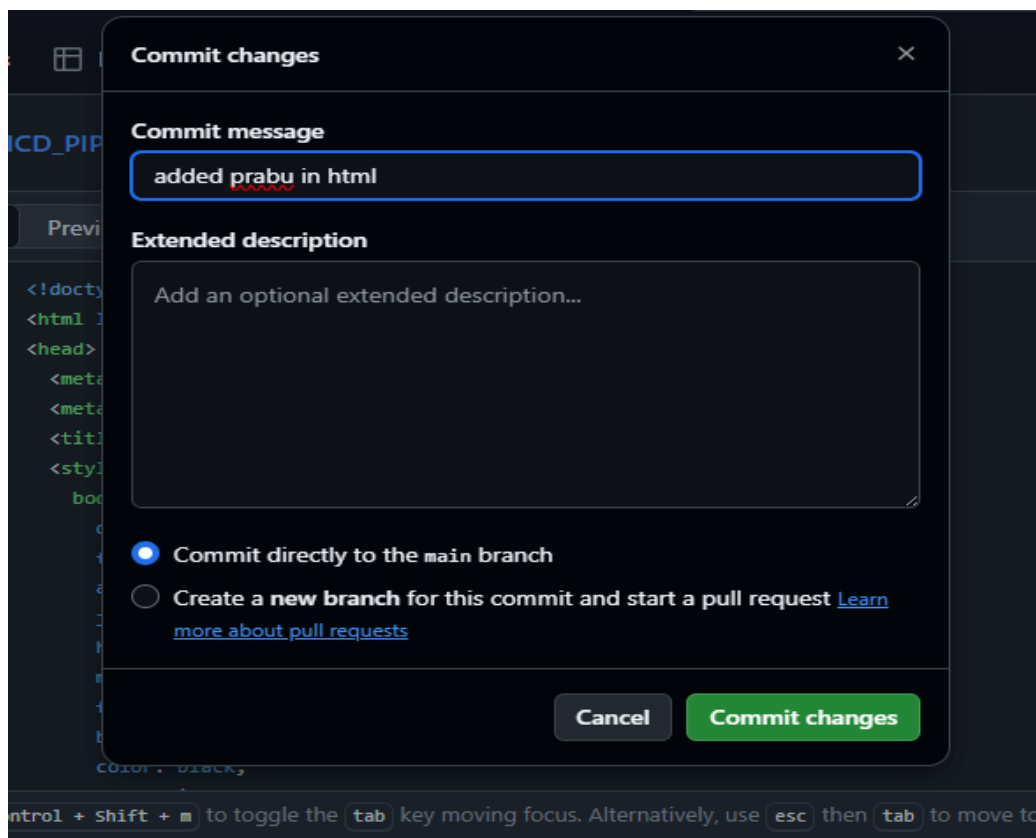 Commit changes
Commit message
ICD_PIP
added prabu in html
Previ
Extended description
Add an optional extended description...
<!docty
<html
<head>
<meta
<meta
<titl
<styl
bod
Commit directly to the main branch
Create a new branch for this commit and start a pull request Learn
more about pull requests
Cancel
Commit changes
color: black;
ontrol + Shift + m to toggle the tab key moving focus. Alternatively, use esc then tab to move to